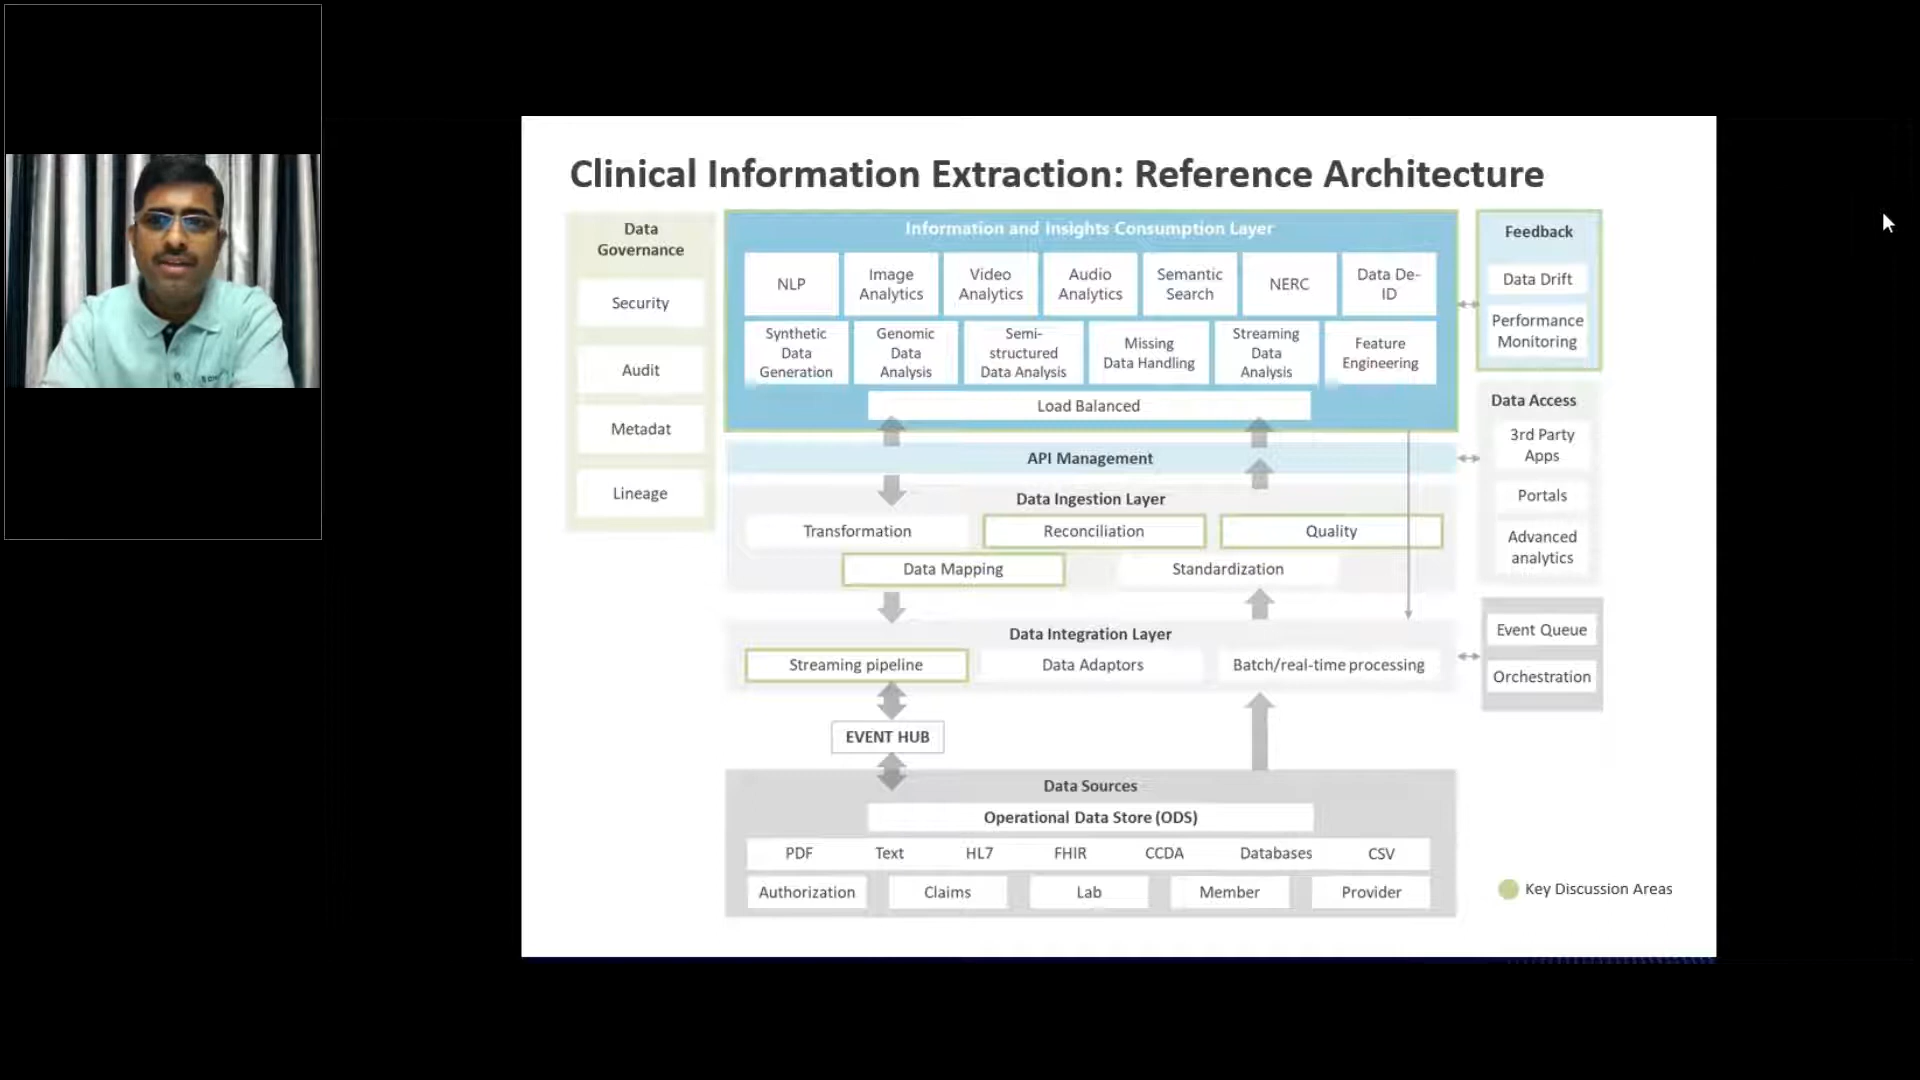 Clinical Information Extraction: Reference Architecture
Data
Governance
Security
Audit
Metadat
Lineage
Information and Insights Consumption Layer
NLP
Image
Analytics
Video
Analytics
Audio
Analytics
Semantic
Search
NERC
Data De-
ID
Synthetic
Data
Generation
Genomic
Data
Analysis
Semi-
structured
Data Analysis
Missing
Data Handling
Streaming
Data
Analysis
Feature
Engineering
Load Balanced
API Management
Data Ingestion Layer
Transformation
Reconciliation
Quality
Data Mapping
Standardization
Data Integration Layer
Streaming pipeline
Data Adaptors
Batch/real-time processing
EVENT HUB
Data Sources
Operational Data Store (ODS)
PDF Text HL7 FHIR CCDA Databases CSV
Authorization
Claims
Lab
Member
Provider
Feedback
Data Drift
Performance
Monitoring
Data Access
3rd Party
Apps
Portals
Advanced
analytics
Event Queue
Orchestration
Key Discussion Areas